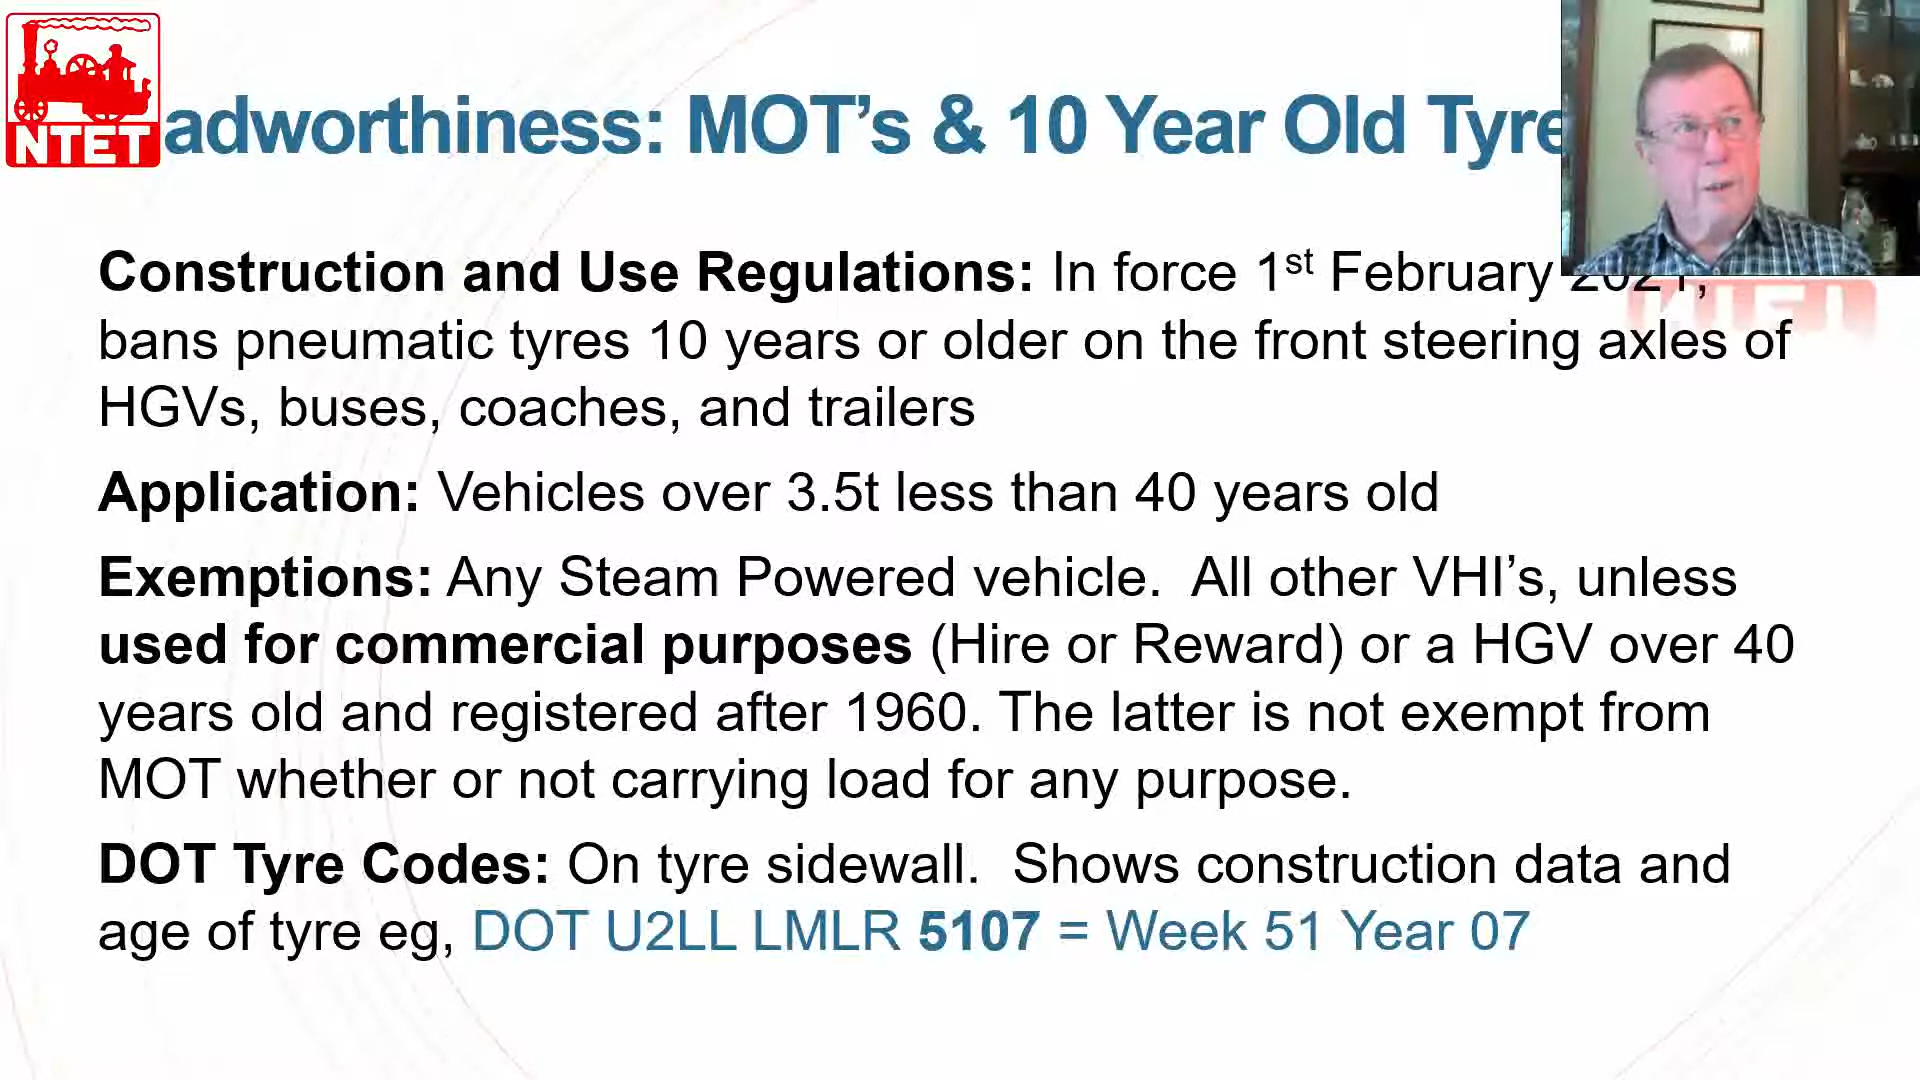 NTET
adworthiness: MOT’s & 10 Year Old Tyre
Construction and Use Regulations: In force 1st February 2021,
bans pneumatic tyres 10 years or older on the front steering axles of
HGVs, buses, coaches, and trailers
Application: Vehicles over 3.5t less than 40 years old
Exemptions: Any Steam Powered vehicle.  All other VHI’s, unless
used for commercial purposes (Hire or Reward) or a HGV over 40
years old and registered after 1960. The latter is not exempt from
MOT whether or not carrying load for any purpose.
DOT Tyre Codes: On tyre sidewall.  Shows construction data and
age of tyre eg, DOT U2LL LMLR 5107 = Week 51 Year 07